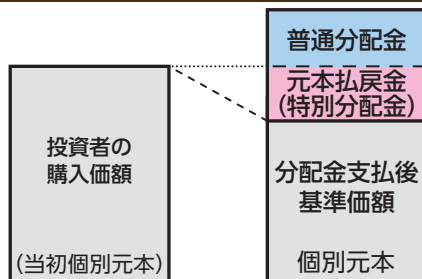 投資者の
購入価額
(当初個別元本)
普通分配金
元本払戻金
(特別分配金)
分配金支払後
基準価額
個別元本